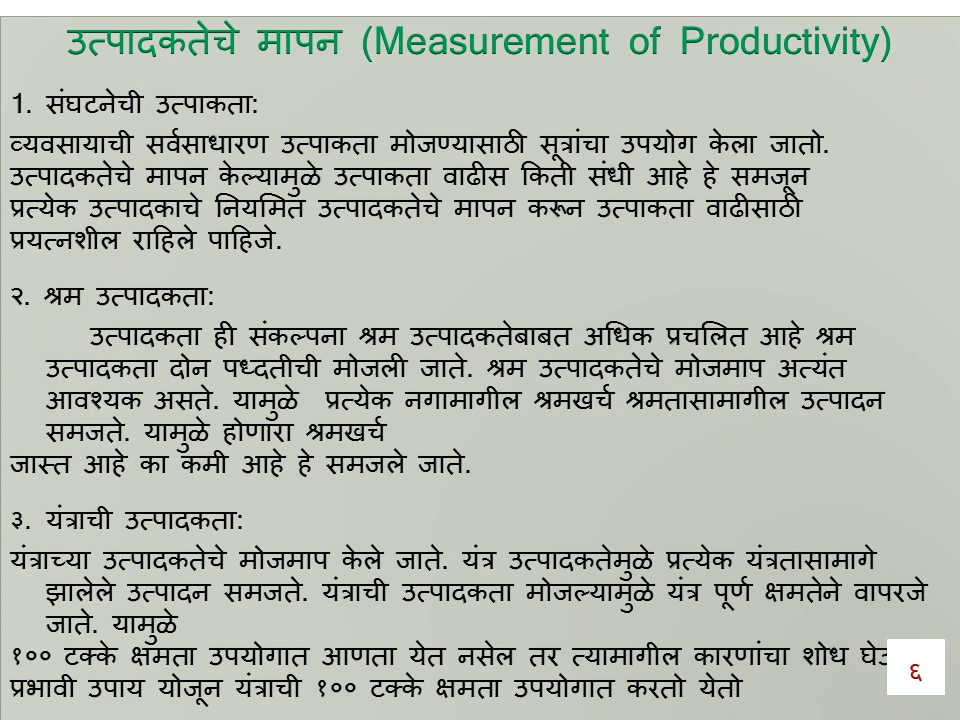 उत्पादकतेचे मापन (Measurement of Productivity)
1. संघटनेची उत्पाकता:
व्यवसायाची सर्वसाधारण उत्पाकता मोजण्यासाठी सूत्रांचा उपयोग केला जातो.
उत्पादकतेचे मापन केल्यामुळे उत्पाकता वाढीस किती संधी आहे हे समजून
प्रत्येक उत्पादकाचे नियमित उत्पादकतेचे मापन करून उत्पाकता वाढीसाठी
प्रयत्नशील राहिले पाहिजे.
२. श्रम उत्पादकता:
उत्पादकता ही संकल्पना श्रम उत्पादकतेबाबत अधिक प्रचलित आहे श्रम
उत्पादकता दोन पध्दतीची मोजली जाते. श्रम उत्पादकतेचे मोजमाप अत्यंत
आवश्यक असते. यामुळे प्रत्येक नगामागील श्रमखर्च श्रमतासामागील उत्पादन
समजते. यामुळे होणारा श्रमखर्च
जास्त आहे का कमी आहे हे समजले जाते.
३. यंत्राची उत्पादकता:
यंत्राच्या उत्पादकतेचे मोजमाप केले जाते. यंत्र उत्पादकतेमुळे प्रत्येक यंत्रतासामागे
झालेले उत्पादन समजते. यंत्राची उत्पादकता मोजल्यामुळे यंत्र पूर्ण क्षमतेने वापरजे
जाते. यामुळे
१०० टक्के क्षमता उपयोगात आणता येत नसेल तर त्यामागील कारणांचा शोध
प्रभावी उपाय योजून यंत्राची १०० टक्के क्षमता उपयोगात करतो येतो
६